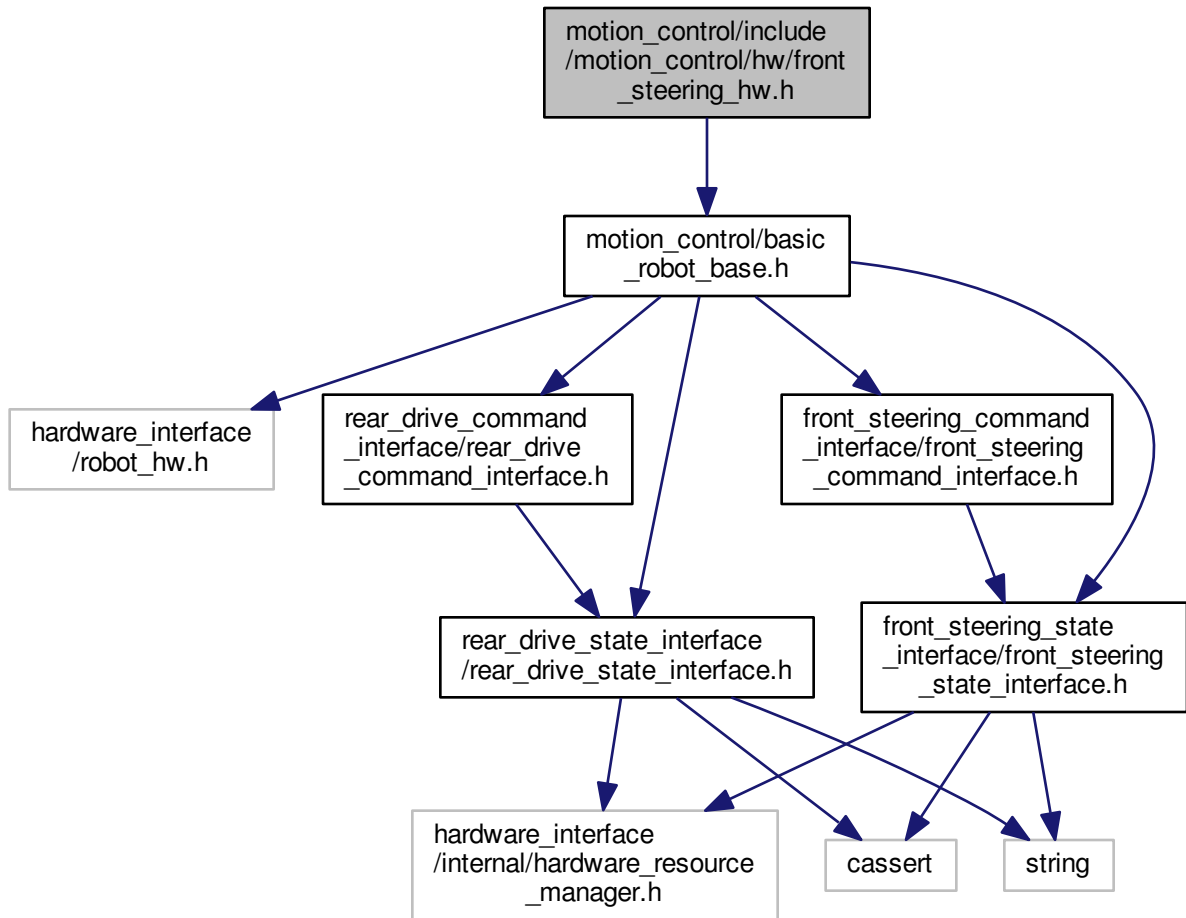 motion_control/include
/motion_control/hw/front
_steering_hw.h
motion_control/basic
_robot_base.h
hardware_interface
/robot_hw.h
rear_drive_command
_interface/rear_drive
_command_interface.h
front_steering_command
_interface/front_steering
_command_interface.h
rear_drive_state_interface
/rear_drive_state_interface.h
front_steering_state
_interface/front_steering
_state_interface.h
hardware_interface
/internal/hardware_resource
_manager.h
cassert
string